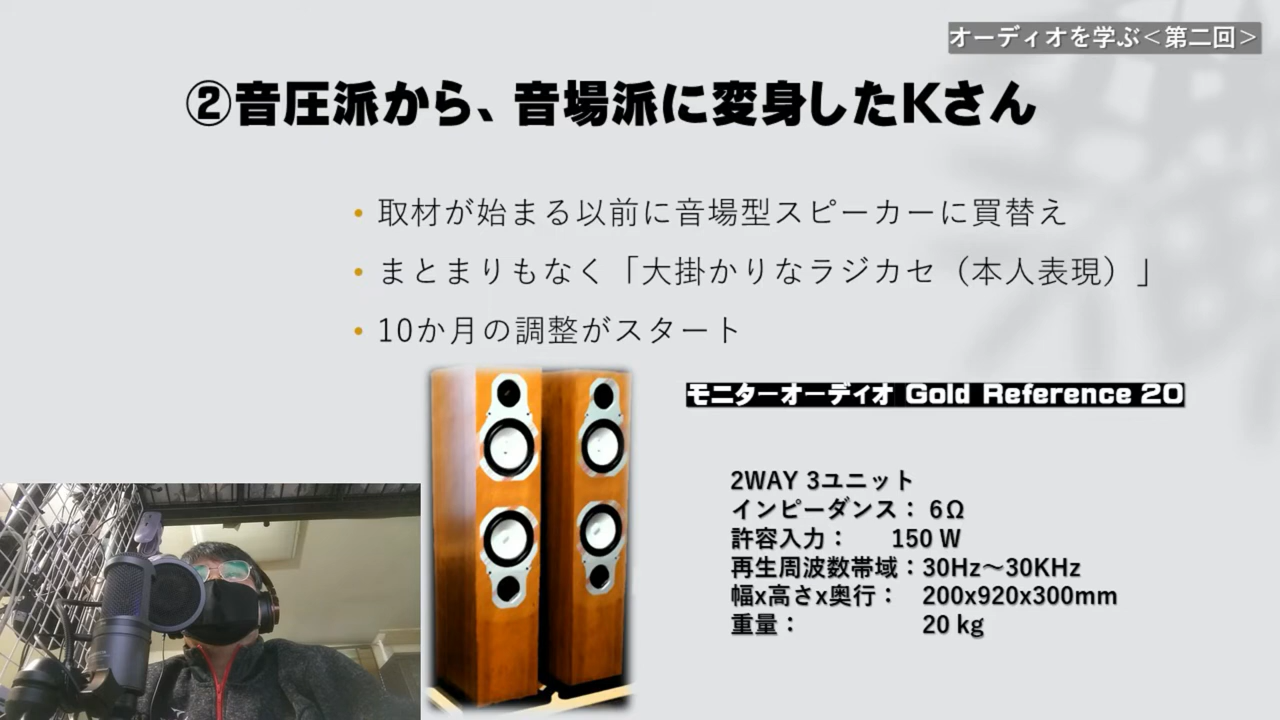 オーディオを学ぶ＜第二回＞
②音圧派から、音場派に変身したKさん
• 取材が始まる以前に音場型スピーカーに買替え
• まとまりもなく「大掛かりなラジカセ（本人表現）」
• 10か月の調整がスタート
モニターオーディオ Gold Reference 20
2WAY 3ユニット
インピーダンス： 6Ω
許容入力： 150 W
再生周波数帯域：30Hz～30KHz
幅x高さx奥行： 200x920x300mm
重量： 20 kg